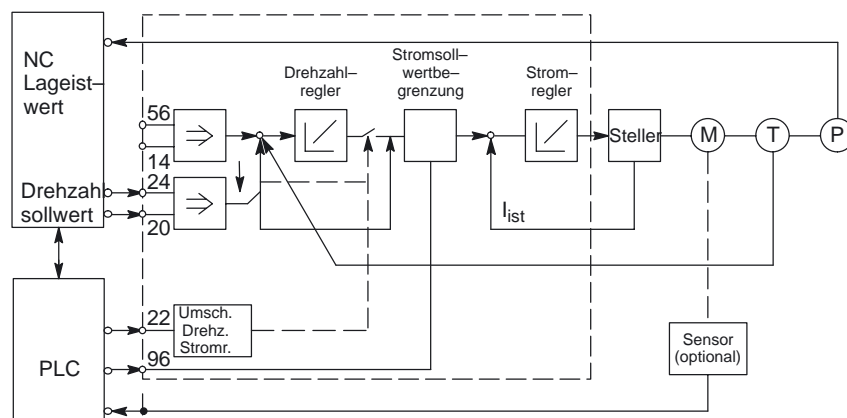 NC
Lageist–
wert
Drehzahl
sollwert
56
14
24
20
Drehzahl–
regler
Stromsoll–
wertbe–
grenzung
Strom–
regler
Steller
M
T
P
I_ist
PLC
22
96
Umsch.
Drehz.
Stromr.
Sensor
(optional)